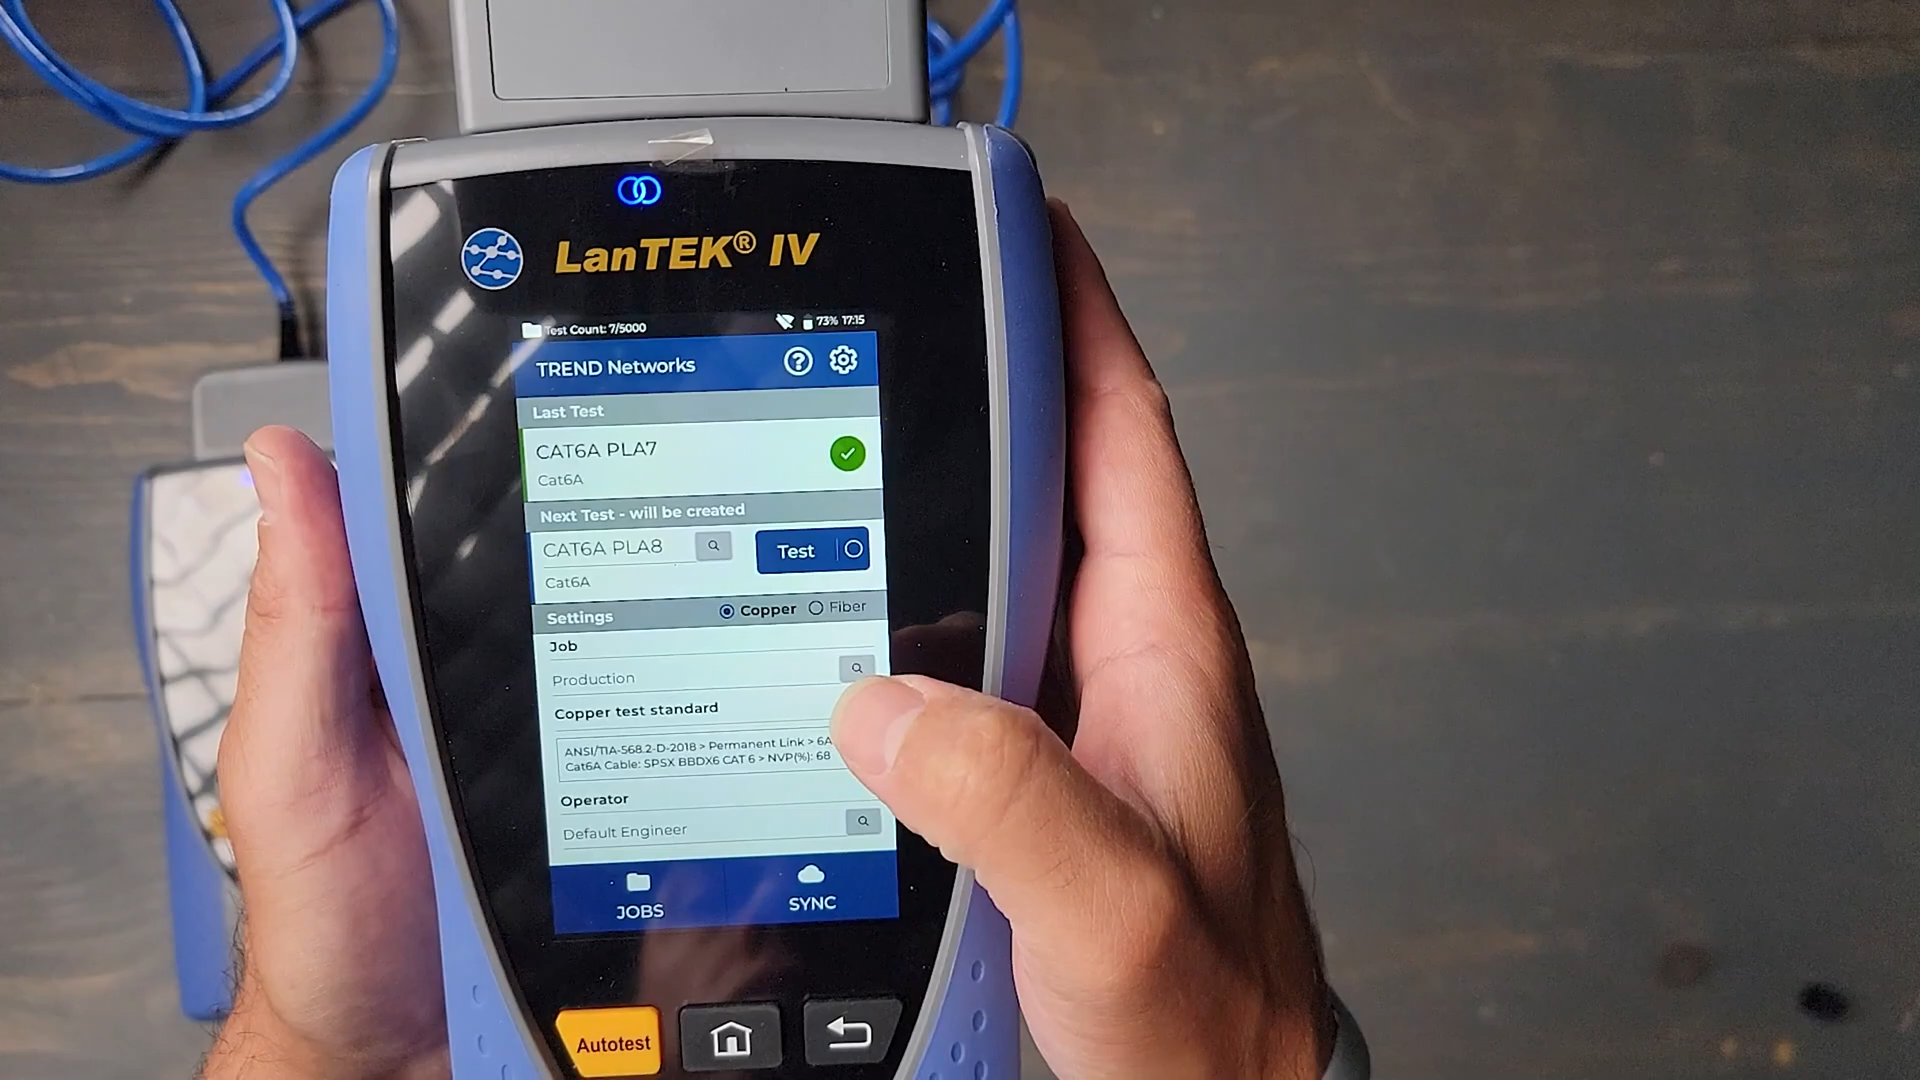 LanTEK® IV
Test Count: 7/5000
73% 17:15
TREND Networks
Last Test
CAT6A PLA7
Cat6A
Next Test - will be created
CAT6A PLA8
Test
Cat6A
Settings
Copper
Fiber
Job
Production
Copper test standard
ANSI/TIA-568.2-D-2018 > Permanent Link > 6A
Cat6A Cable: SPSX BBDX6 CAT 6 > NVP(%): 68
Operator
Default Engineer
JOBS
SYNC
Autotest